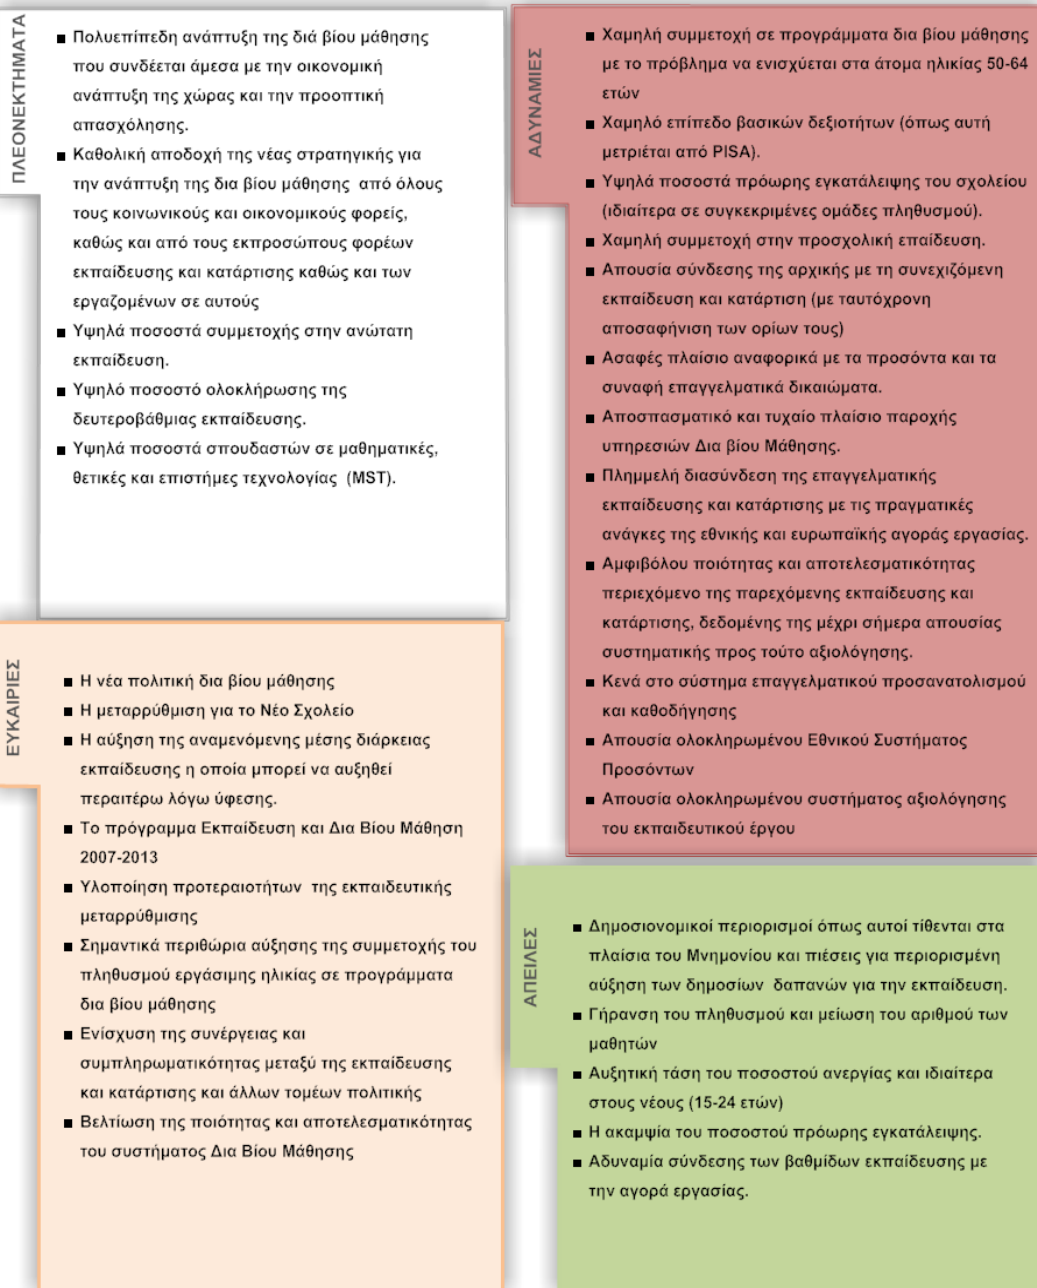 ΠΛΕΟΝΕΚΤΗΜΑΤΑ
■ Πολυεπίπεδη ανάπτυξη της διά βίου μάθησης
που συνδέεται άμεσα με την οικονομική
ανάπτυξη της χώρας και την προοπτική
απασχόλησης.
■ Καθολική αποδοχή της νέας στρατηγικής για
την ανάπτυξη της δια βίου μάθησης από όλους
τους κοινωνικούς και οικονομικούς φορείς,
καθώς και από τους εκπροσώπους φορέων
εκπαίδευσης και κατάρτισης καθώς και των
εργαζομένων σε αυτούς
■ Υψηλά ποσοστά συμμετοχής στην ανώτατη
εκπαίδευση.
■ Υψηλό ποσοστό ολοκλήρωσης της
δευτεροβάθμιας εκπαίδευσης.
■ Υψηλά ποσοστά σπουδαστών σε μαθηματικές,
θετικές και επιστήμες τεχνολογίας (MST).
ΑΔΥΝΑΜΙΕΣ
■ Χαμηλή συμμετοχή σε προγράμματα δια βίου μάθησης
με το πρόβλημα να ενισχύεται στα άτομα ηλικίας 50-64
ετών
■ Χαμηλό επίπεδο βασικών δεξιοτήτων (όπως αυτή
μετριέται από PISA).
■ Υψηλά ποσοστά πρόωρης εγκατάλειψης του σχολείου
(ιδιαίτερα σε συγκεκριμένες ομάδες πληθυσμού).
■ Χαμηλή συμμετοχή στην προσχολική επαίδευση.
■ Απουσία σύνδεσης της αρχικής με τη συνεχιζόμενη
εκπαίδευση και κατάρτιση (με ταυτόχρονη
αποσαφήνιση των ορίων τους)
■ Ασαφές πλαίσιο αναφορικά με τα προσόντα και τα
συναφή επαγγελματικά δικαιώματα.
■ Αποσπασματικό και τυχαίο πλαίσιο παροχής
υπηρεσιών Δια βίου Μάθησης.
■ Πλημμελή διασύνδεση της επαγγελματικής
εκπαίδευσης και κατάρτισης με τις πραγματικές
ανάγκες της εθνικής και ευρωπαϊκής αγοράς εργασίας.
■ Αμφιβόλου ποιότητας και αποτελεσματικότητας
περιεχόμενο της παρεχόμενης εκπαίδευσης και
κατάρτισης, δεδομένης της μέχρι σήμερα απουσίας
συστηματικής προς τούτο αξιολόγησης.
■ Κενά στο σύστημα επαγγελματικού προσανατολισμού
και καθοδήγησης
■ Απουσία ολοκληρωμένου Εθνικού Συστήματος
Προσόντων
■ Απουσία ολοκληρωμένου συστήματος αξιολόγησης
του εκπαιδευτικού έργου
ΕΥΚΑΙΡΙΕΣ
■ Η νέα πολιτική δια βίου μάθησης
■ Η μεταρρύθμιση για το Νέο Σχολείο
■ Η αύξηση της αναμενόμενης μέσης διάρκειας
εκπαίδευσης η οποία μπορεί να αυξηθεί
περαιτέρω λόγω ύφεσης.
■ Το πρόγραμμα Εκπαίδευση και Δια Βίου Μάθηση
2007-2013
■ Υλοποίηση προτεραιοτήτων της εκπαιδευτικής
μεταρρύθμισης
■ Σημαντικά περιθώρια αύξησης της συμμετοχής του
πληθυσμού εργάσιμης ηλικίας σε προγράμματα
δια βίου μάθησης
■ Ενίσχυση της συνέργειας και
συμπληρωματικότητας μεταξύ της εκπαίδευσης
και κατάρτισης και άλλων τομέων πολιτικής
■ Βελτίωση της ποιότητας και αποτελεσματικότητας
του συστήματος Δια Βίου Μάθησης
ΑΠΕΙΛΕΣ
■ Δημοσιονομικοί περιορισμοί όπως αυτοί τίθενται στα
πλαίσια του Μνημονίου και πιέσεις για περιορισμένη
αύξηση των δημοσίων δαπανών για την εκπαίδευση.
■ Γήρανση του πληθυσμού και μείωση του αριθμού των
μαθητών
■ Αυξητική τάση του ποσοστού ανεργίας και ιδιαίτερα
στους νέους (15-24 ετών)
■ Η ακαμψία του ποσοστού πρόωρης εγκατάλειψης.
■ Αδυναμία σύνδεσης των βαθμίδων εκπαίδευσης με
την αγορά εργασίας.